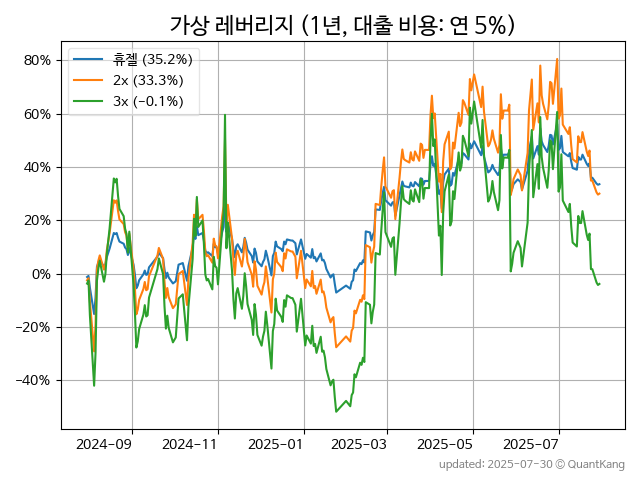 가상 레버리지 (1년, 대출 비용: 연 5%)
휴젤 (35.2%)
2x (33.3%)
3x (-0.1%)
80%
60%
40%
20%
0%
−20%
−40%
2024-09 2024-11 2025-01 2025-03 2025-05 2025-07
updated: 2025-07-30 © QuantKang